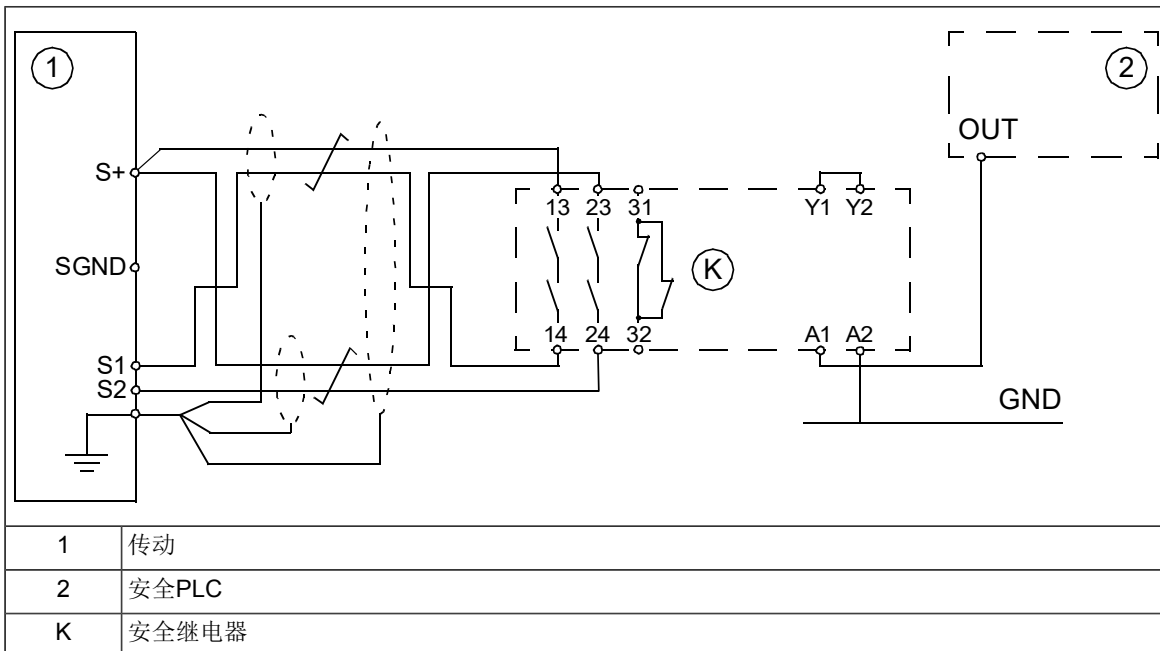 1
2
OUT
S+
13 23 31
Y1 Y2
SGND
K
14 24 32
A1 A2
S1
S2
GND
1 传动
2 安全PLC
K 安全继电器